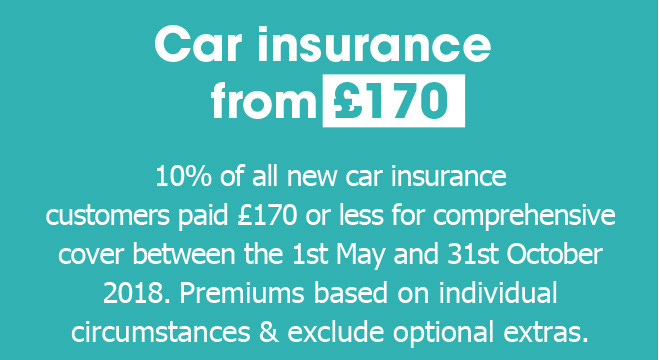 Car insurance
from £170
10% of all new car insurance
customers paid £170 or less for comprehensive
cover between the 1st May and 31st October
2018. Premiums based on individual
circumstances & exclude optional extras.